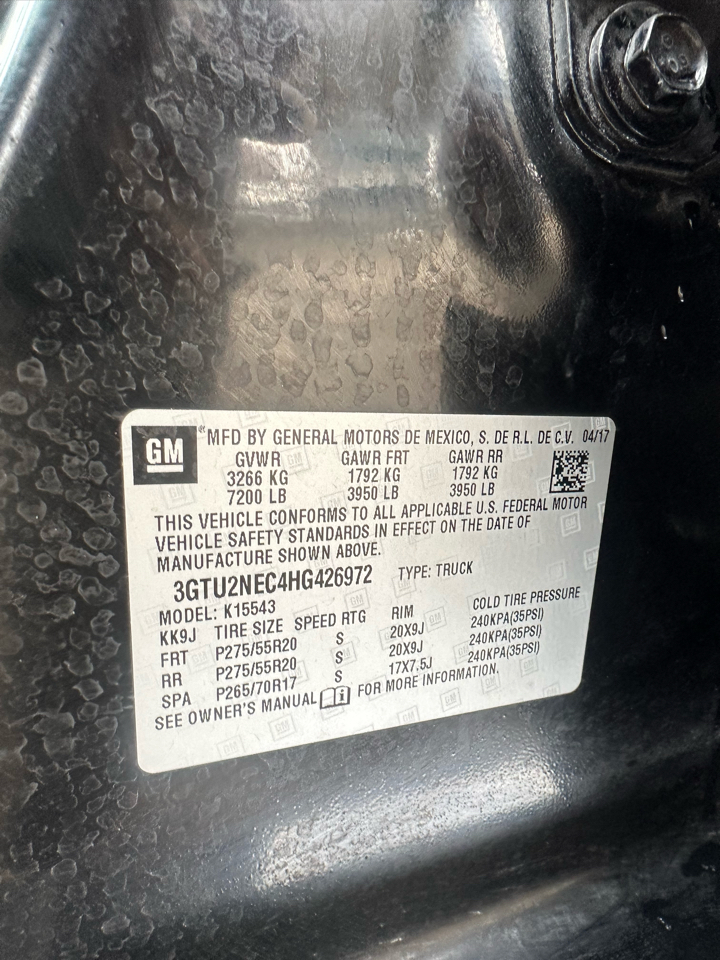 GM
MFD BY GENERAL MOTORS DE MEXICO, S. DE R.L. DE C.V. 04/17
GVWR GAWR FRT GAWR RR
3266 KG 1792 KG 1792 KG
7200 LB 3950 LB 3950 LB
THIS VEHICLE CONFORMS TO ALL APPLICABLE U.S. FEDERAL MOTOR
VEHICLE SAFETY STANDARDS IN EFFECT ON THE DATE OF
MANUFACTURE SHOWN ABOVE.
3GTU2NEC4HG426972 TYPE: TRUCK
MODEL: K15543
KK9J TIRE SIZE SPEED RTG RIM COLD TIRE PRESSURE
FRT P275/55R20 S 20X9J 240KPA(35PSI)
RR P275/55R20 S 20X9J 240KPA(35PSI)
SPA P265/70R17 S 17X7.5J 240KPA(35PSI)
SEE OWNER'S MANUAL FOR MORE INFORMATION.